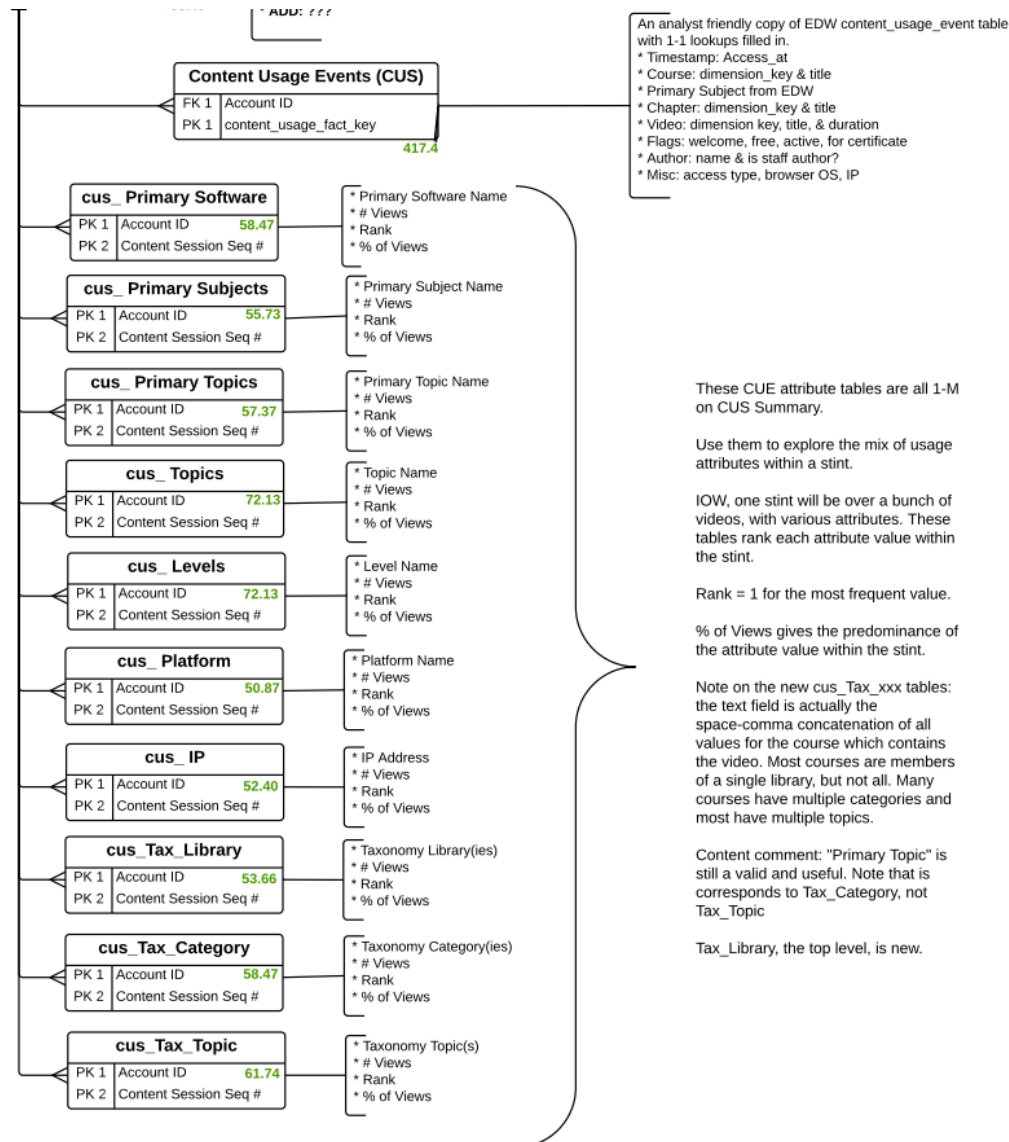 * ADD: ???
An analyst friendly copy of EDW content_usage_event table
with 1-1 lookups filled in.
* Timestamp: Access_at
* Course: dimension_key & title
* Primary Subject from EDW
* Chapter: dimension_key & title
* Video: dimension key, title, & duration
* Flags: welcome, free, active, for certificate
* Author: name & is staff author?
* Misc: access type, browser OS, IP
Content Usage Events (CUS)
FK 1 Account ID
PK 1 content_usage_fact_key
417.4
cus_ Primary Software
PK 1 Account ID 58.47
PK 2 Content Session Seq #
* Primary Software Name
* # Views
* Rank
* % of Views
cus_ Primary Subjects
PK 1 Account ID 55.73
PK 2 Content Session Seq #
* Primary Subject Name
* # Views
* Rank
* % of Views
cus_ Primary Topics
PK 1 Account ID 57.37
PK 2 Content Session Seq #
* Primary Topic Name
* # Views
* Rank
* % of Views
cus_ Topics
PK 1 Account ID 72.13
PK 2 Content Session Seq #
* Topic Name
* # Views
* Rank
* % of Views
cus_ Levels
PK 1 Account ID 72.13
PK 2 Content Session Seq #
* Level Name
* # Views
* Rank
* % of Views
cus_ Platform
PK 1 Account ID 50.87
PK 2 Content Session Seq #
* Platform Name
* # Views
* Rank
* % of Views
cus_ IP
PK 1 Account ID 52.40
PK 2 Content Session Seq #
* IP Address
* # Views
* Rank
* % of Views
cus_Tax_Library
PK 1 Account ID 53.66
PK 2 Content Session Seq #
* Taxonomy Library(ies)
* # Views
* Rank
* % of Views
cus_Tax_Category
PK 1 Account ID 58.47
PK 2 Content Session Seq #
* Taxonomy Category(ies)
* # Views
* Rank
* % of Views
cus_Tax_Topic
PK 1 Account ID 61.74
PK 2 Content Session Seq #
* Taxonomy Topic(s)
* # Views
* Rank
* % of Views
These CUE attribute tables are all 1-M
on CUS Summary.
Use them to explore the mix of usage
attributes within a stint.
IOW, one stint will be over a bunch of
videos, with various attributes. These
tables rank each attribute value within
the stint.
Rank = 1 for the most frequent value.
% of Views gives the predominance of
the attribute value within the stint.
Note on the new cus_Tax_xxx tables:
the text field is actually the
space-comma concatenation of all
values for the course which contains
the video. Most courses are members
of a single library, but not all. Many
courses have multiple categories and
most have multiple topics.
Content comment: "Primary Topic" is
still a valid and useful. Note that is
corresponds to Tax_Category, not
Tax_Topic
Tax_Library, the top level, is new.